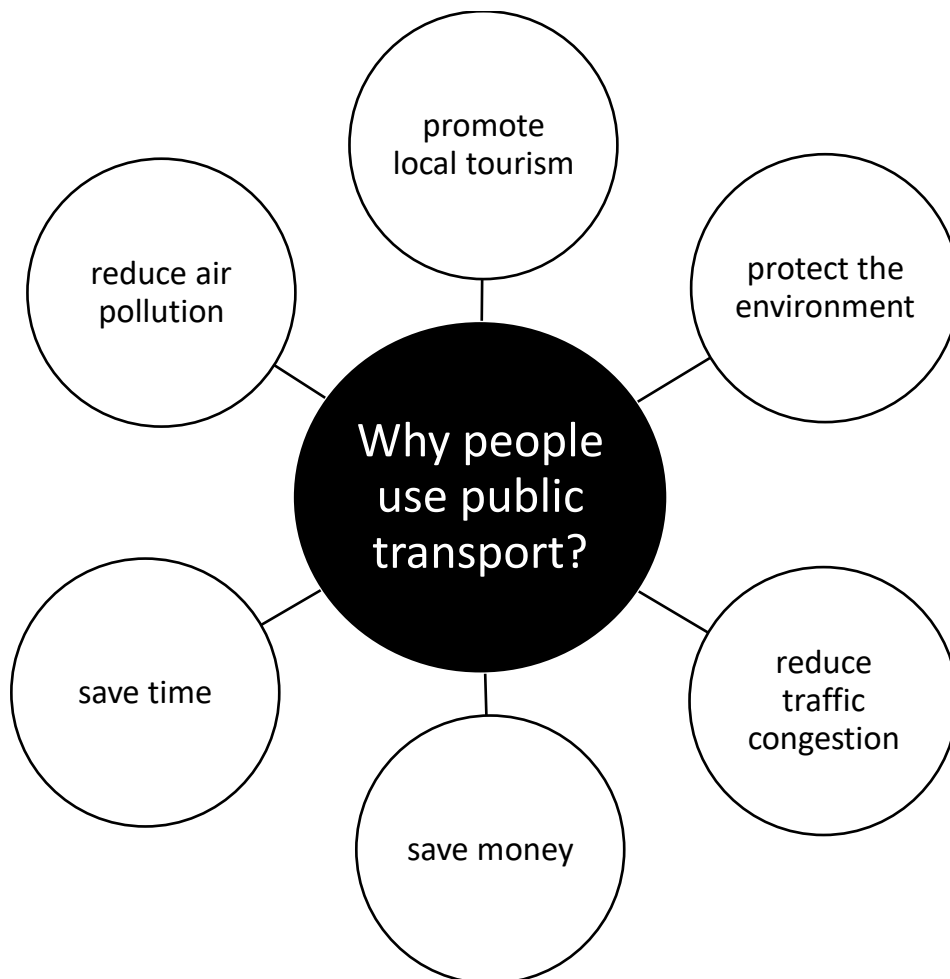 promote
local tourism
reduce air
pollution
protect the
environment
Why people
use public
transport?
save time
reduce
traffic
congestion
save money